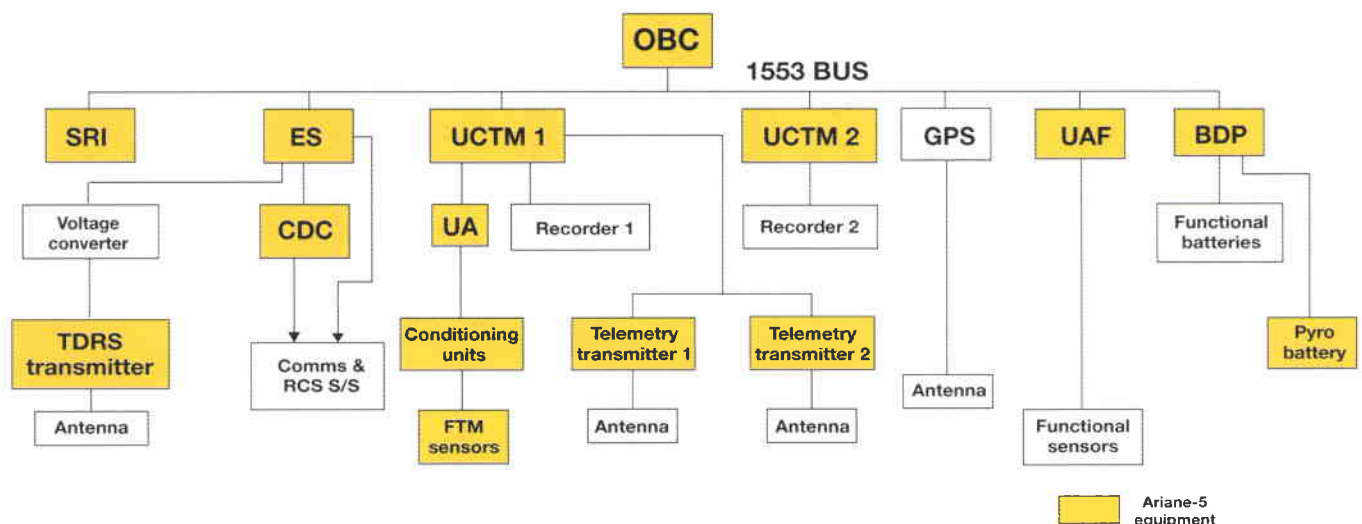 OBC
1553 BUS
SRI
ES
UCTM 1
UCTM 2
GPS
UAF
BDP
Voltage
converter
CDC
UA
Recorder 1
Recorder 2
Functional
batteries
TDRS
transmitter
Comms &
RCS S/S
Conditioning
units
Telemetry
transmitter 1
Telemetry
transmitter 2
Pyro
battery
Antenna
Antenna
FTM
sensors
Antenna
Antenna
Functional
sensors
Ariane-5
equipment